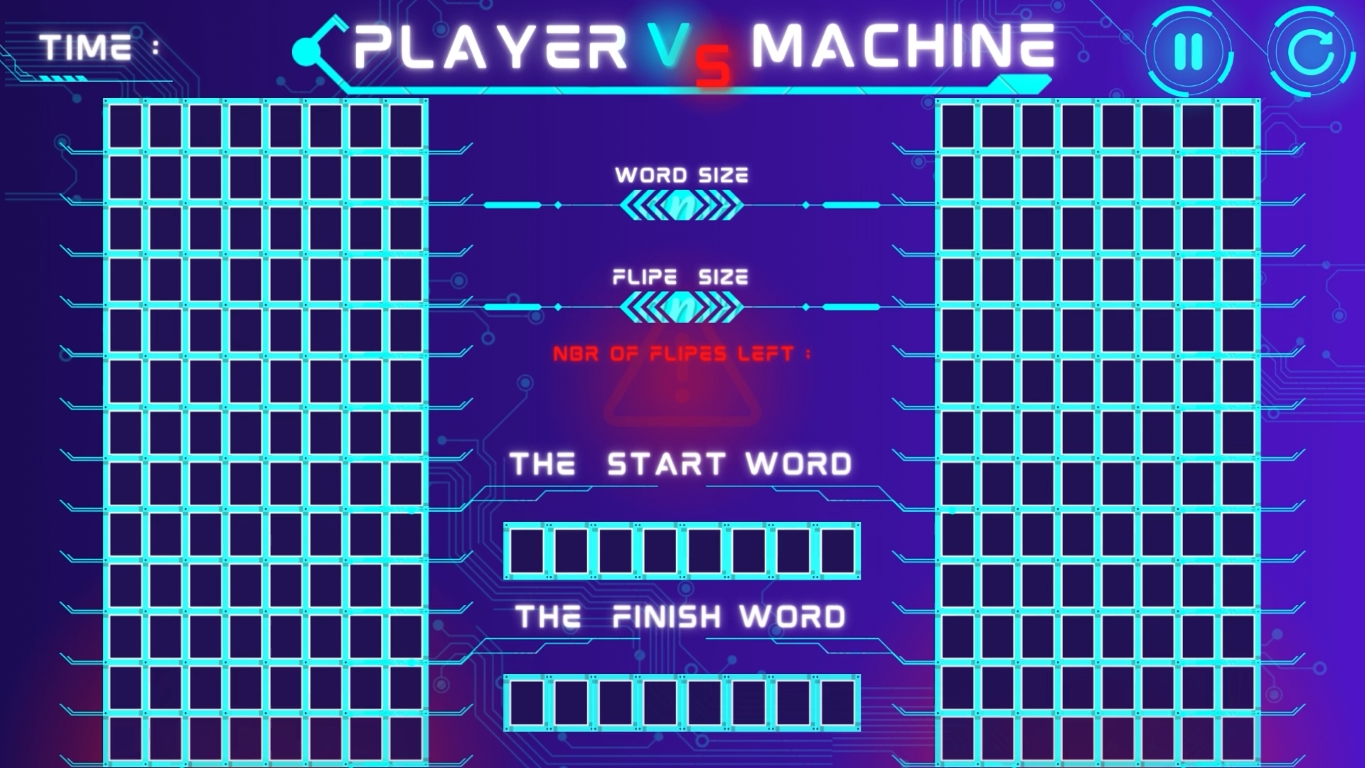 TIME :
PLAYER VS MACHINE
WORD SIZE
n
FLIPE SIZE
n
NBR OF FLIPES LEFT :
THE START WORD
THE FINISH WORD